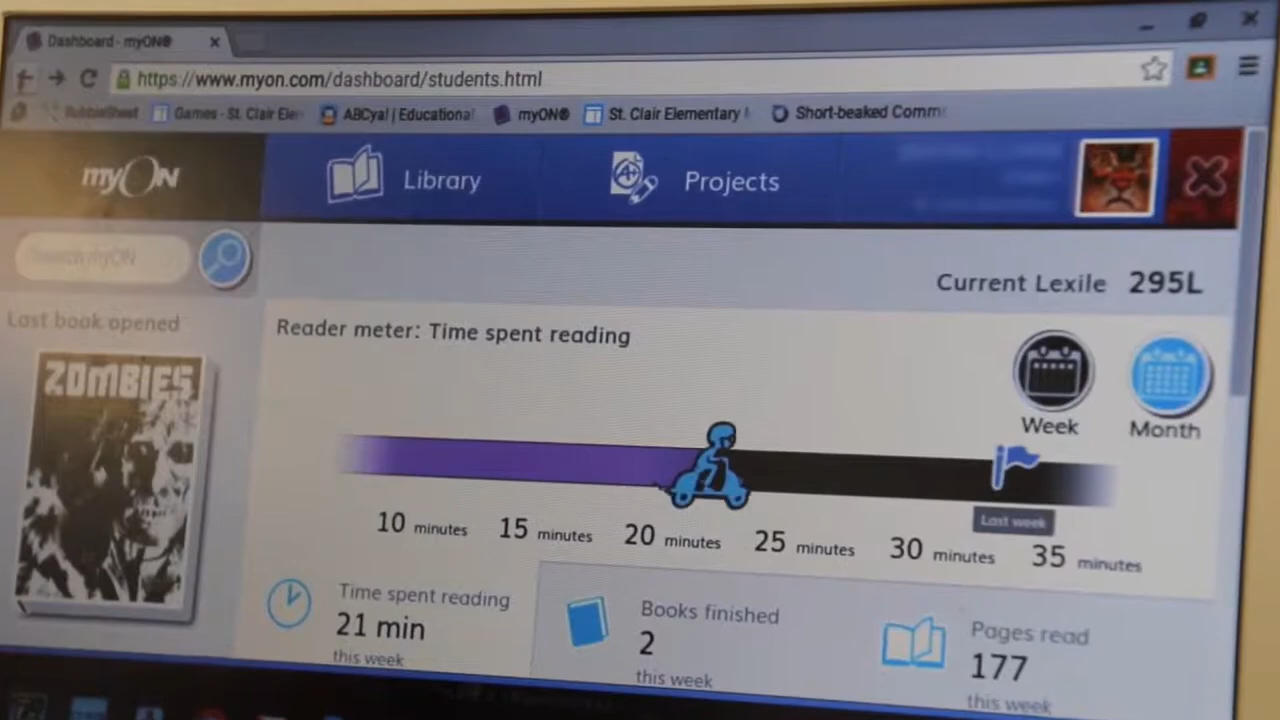 Dashboard - myON®
https://www.myon.com/dashboard/students.html
Games - St. Clair Ele
ABCya! | Educational
myON®
St. Clair Elementary
Short-beaked Comm
myON
Library
Projects
Search myON
Current Lexile 295L
Last book opened
ZOMBIES
Reader meter: Time spent reading
Week
Month
Last week
10 minutes
15 minutes
20 minutes
25 minutes
30 minutes
35 minutes
Time spent reading
21 min
this week
Books finished
2
this week
Pages read
177
this week